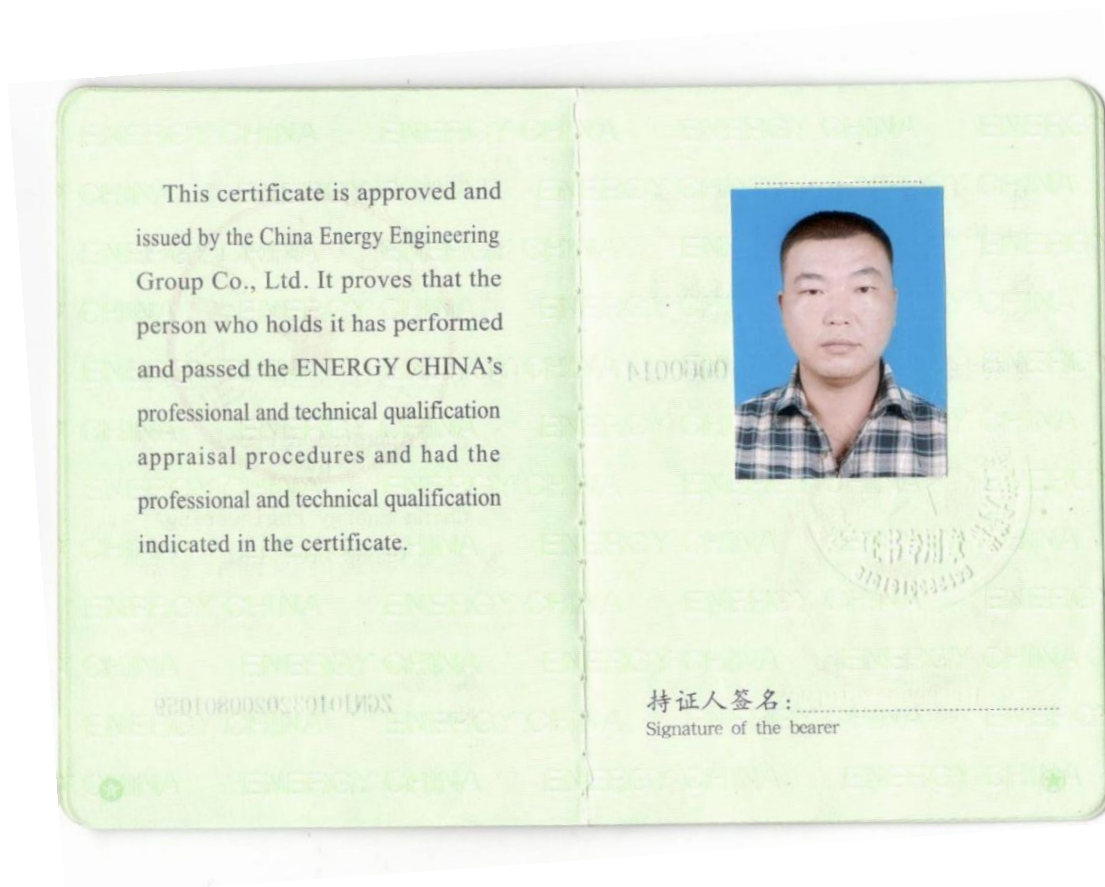 This certificate is approved and
issued by the China Energy Engineering
Group Co., Ltd. It proves that the
person who holds it has performed
and passed the ENERGY CHINA's
professional and technical qualification
appraisal procedures and had the
professional and technical qualification
indicated in the certificate.
持证人签名:
Signature of the bearer